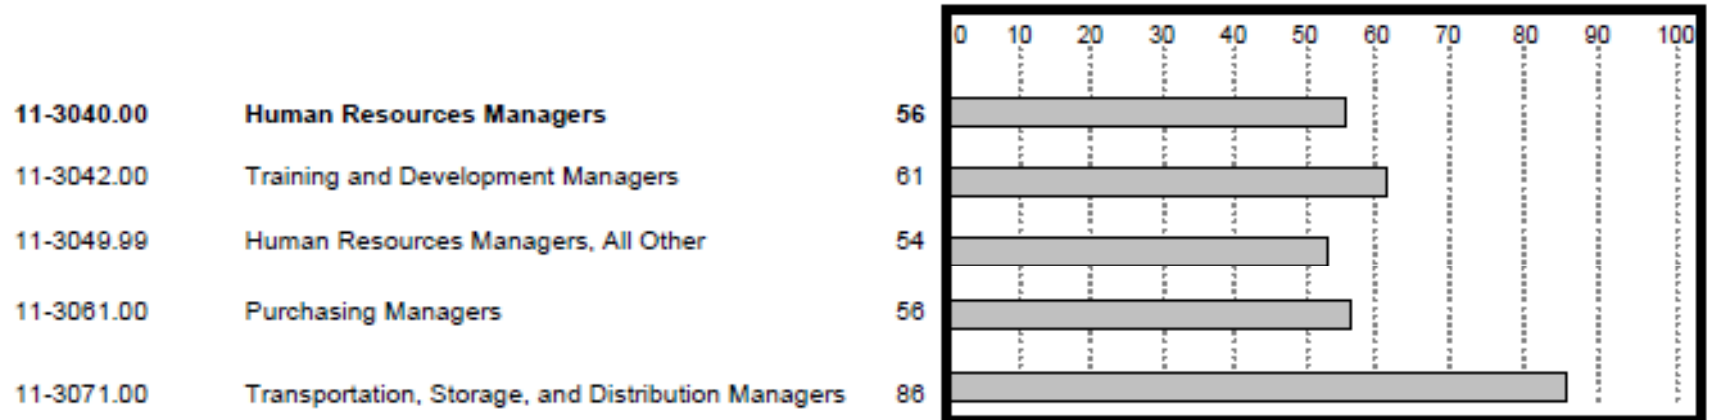 0 10 20 30 40 50 60 70 80 90 100
11-3040.00 Human Resources Managers 56
11-3042.00 Training and Development Managers 61
11-3049.99 Human Resources Managers, All Other 54
11-3061.00 Purchasing Managers 56
11-3071.00 Transportation, Storage, and Distribution Managers 86